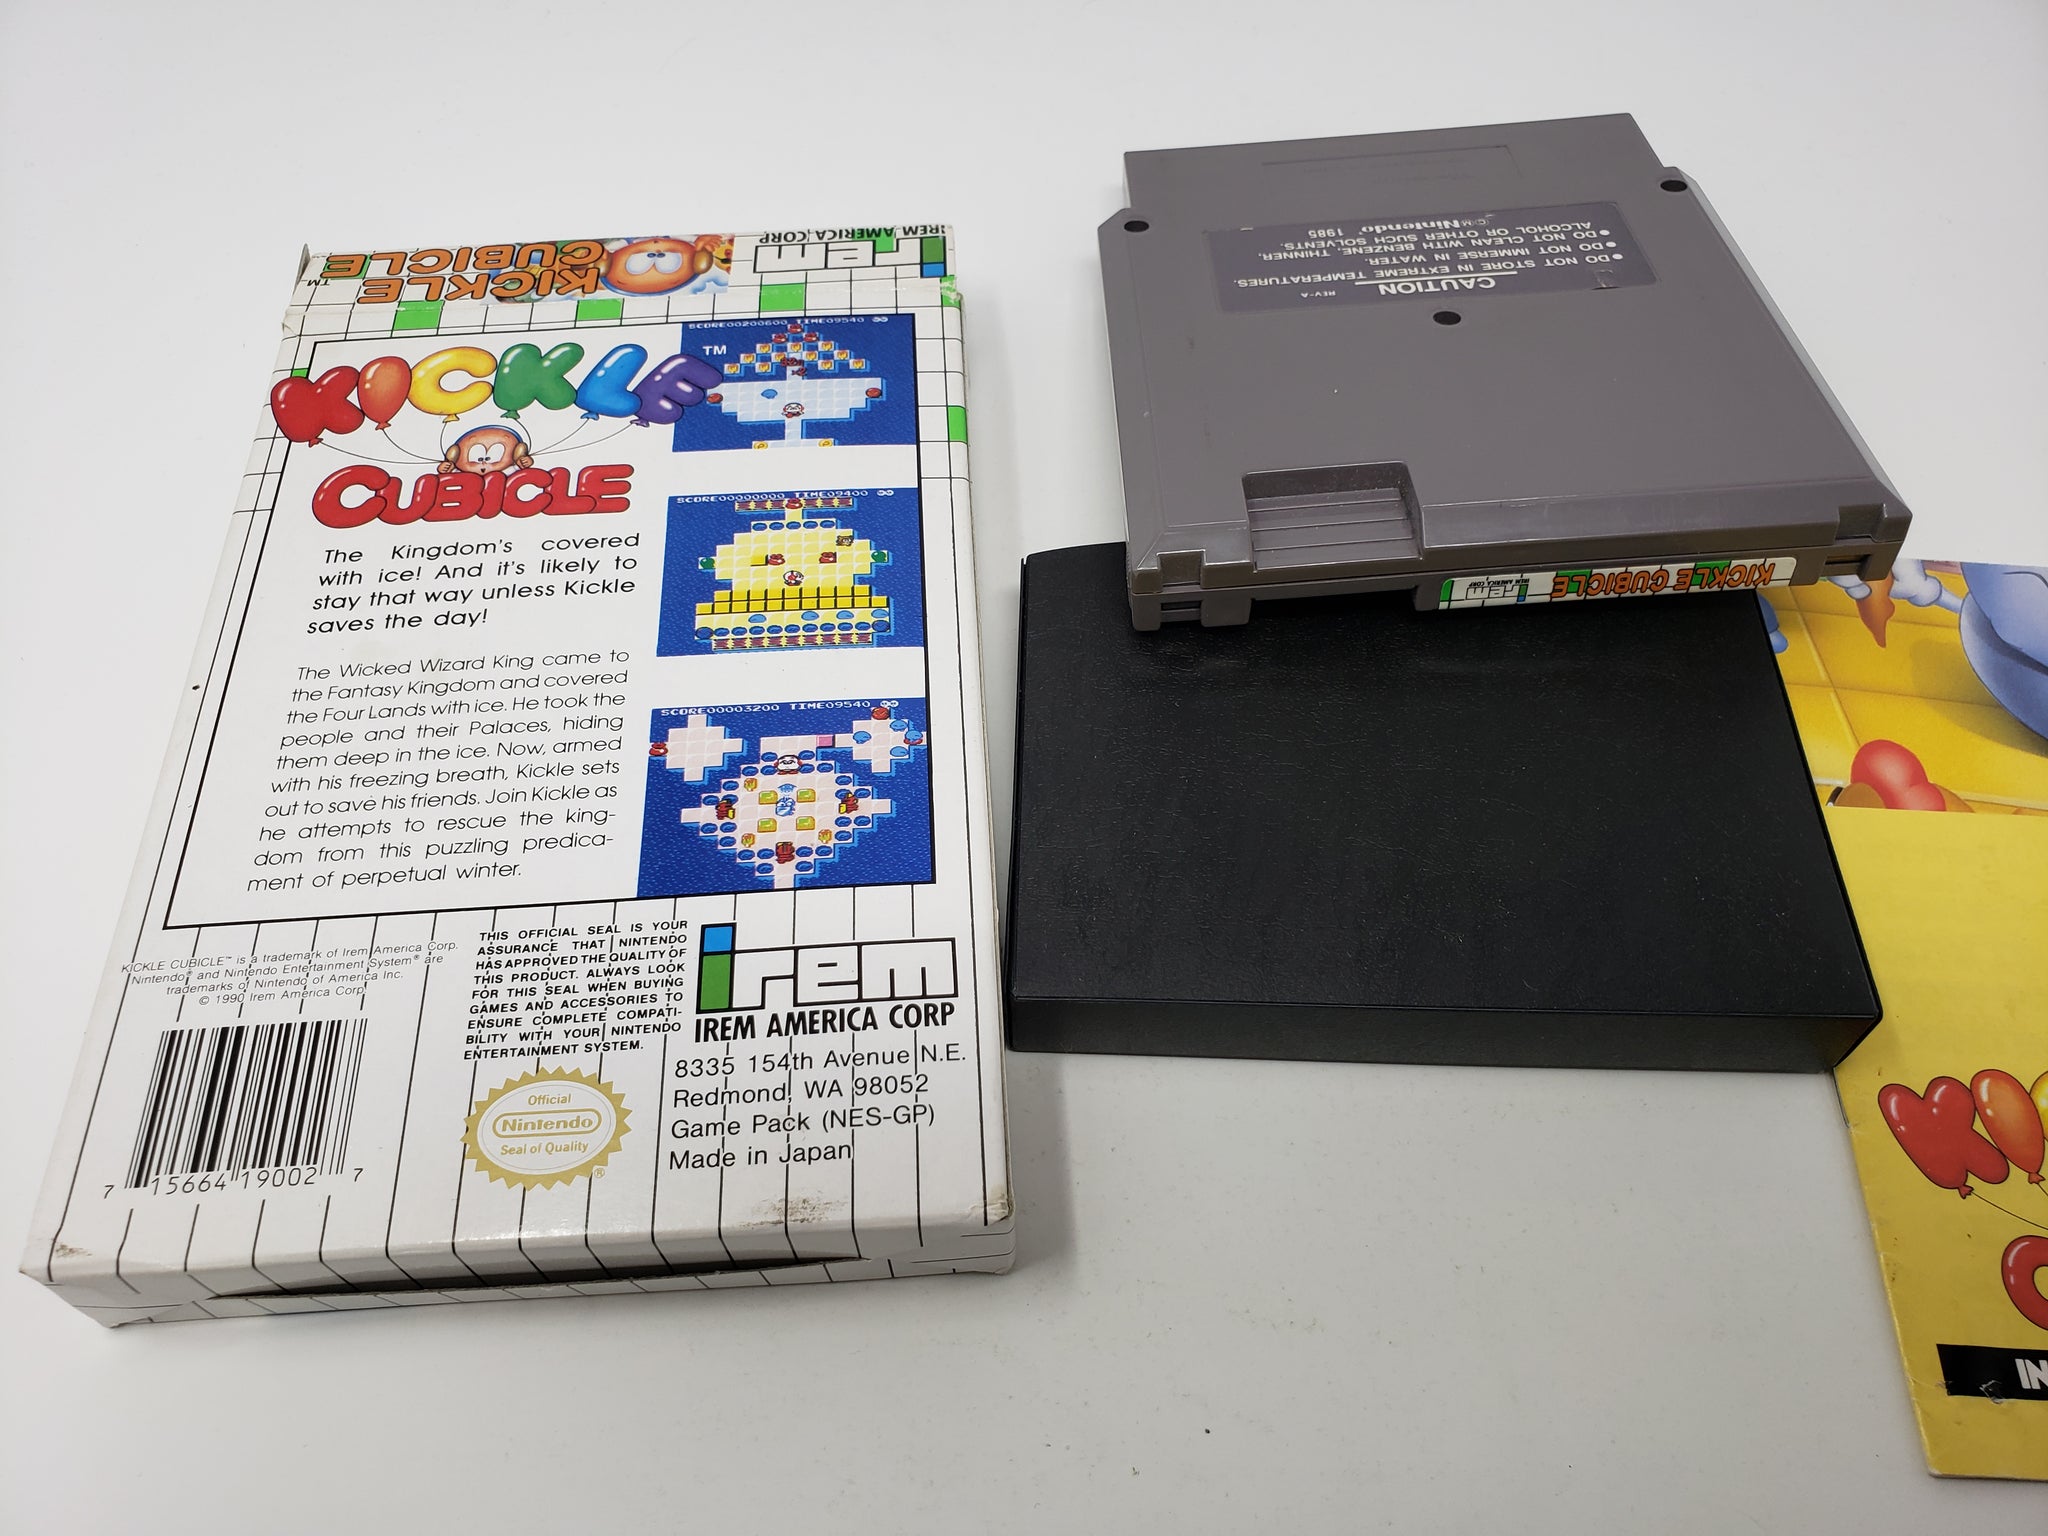 KICKLE
CUBICLE
TM
irem
IREM AMERICA CORP
KICKLE
TM
CUBICLE
The Kingdom's covered
with ice! And it's likely to
stay that way unless Kickle
saves the day!
The Wicked Wizard King came to
the Fantasy Kingdom and covered
the Four Lands with ice. He took the
people and their Palaces, hiding
them deep in the ice. Now, armed
with his freezing breath, Kickle sets
out to save his friends. Join Kickle as
he attempts to rescue the king-
dom from this puzzling predica-
ment of perpetual winter.
SCORE00200600 TIME09540
SCORE00000000 TIME09400
SCORE00003200 TIME09540
KICKLE CUBICLE™ is a trademark of Irem America Corp.
Nintendo® and Nintendo Entertainment System® are
trademarks of Nintendo of America Inc.
© 1990 Irem America Corp.
7 15664 19002 7
THIS OFFICIAL SEAL IS YOUR
ASSURANCE THAT NINTENDO
HAS APPROVED THE QUALITY OF
THIS PRODUCT. ALWAYS LOOK
FOR THIS SEAL WHEN BUYING
GAMES AND ACCESSORIES TO
ENSURE COMPLETE COMPATI-
BILITY WITH YOUR NINTENDO
ENTERTAINMENT SYSTEM.
Official
Nintendo
Seal of Quality
®
irem
IREM AMERICA CORP
8335 154th Avenue N.E.
Redmond, WA 98052
Game Pack (NES-GP)
Made in Japan
CAUTION
REV-A
• DO NOT STORE IN EXTREME TEMPERATURES.
• DO NOT IMMERSE IN WATER.
• DO NOT CLEAN WITH BENZENE, THINNER,
ALCOHOL OR OTHER SUCH SOLVENTS.
©™Nintendo® 1985
KICKLE CUBICLE
irem
IREM AMERICA CORP
KI
C
IN